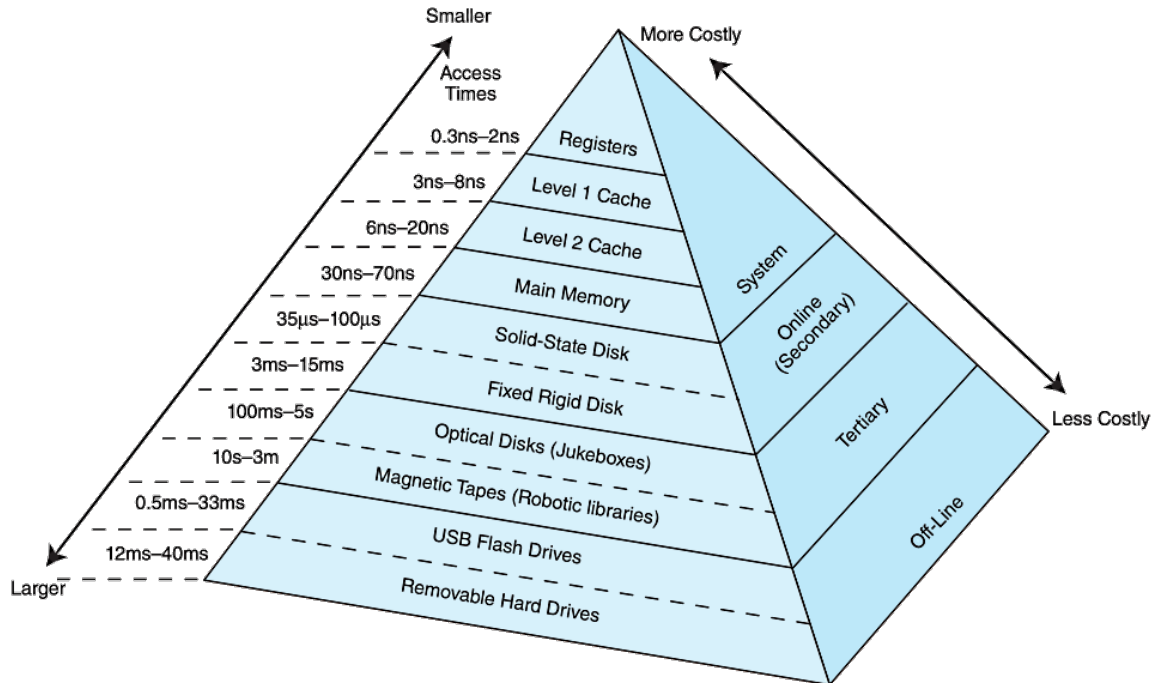 Smaller
More Costly
Access
Times
0.3ns–2ns
Registers
3ns–8ns
Level 1 Cache
6ns–20ns
Level 2 Cache
System
30ns–70ns
Main Memory
Online
(Secondary)
35µs–100µs
Solid-State Disk
3ms–15ms
Fixed Rigid Disk
100ms–5s
Optical Disks (Jukeboxes)
Tertiary
Less Costly
10s–3m
Magnetic Tapes (Robotic libraries)
0.5ms–33ms
USB Flash Drives
Off-Line
12ms–40ms
Removable Hard Drives
Larger